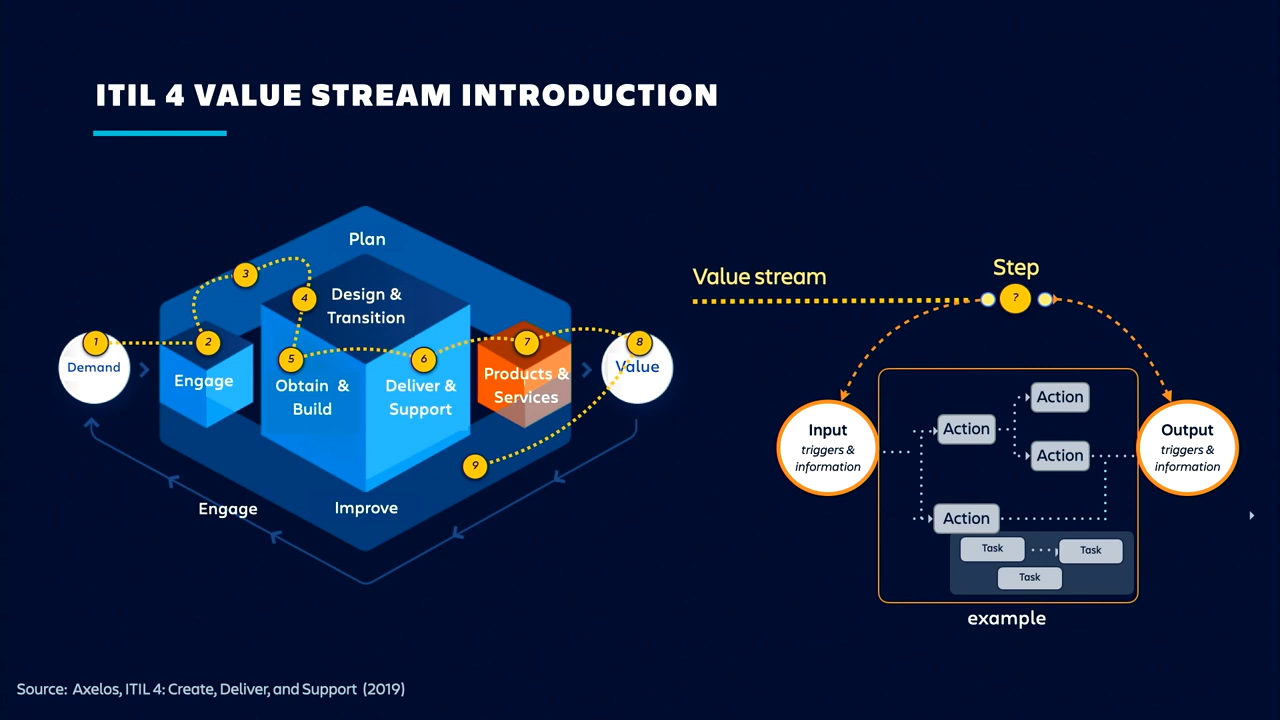 ITIL 4 VALUE STREAM INTRODUCTION
Plan
3
4
Design &
Transition
1
2
5
6
7
8
Demand
Engage
Obtain &
Build
Deliver &
Support
Products &
Services
Value
9
Engage
Improve
Value stream
Step
?
Input
triggers &
information
Action
Action
Action
Action
Task
Task
Task
Output
triggers &
information
example
Source: Axelos, ITIL 4: Create, Deliver, and Support (2019)